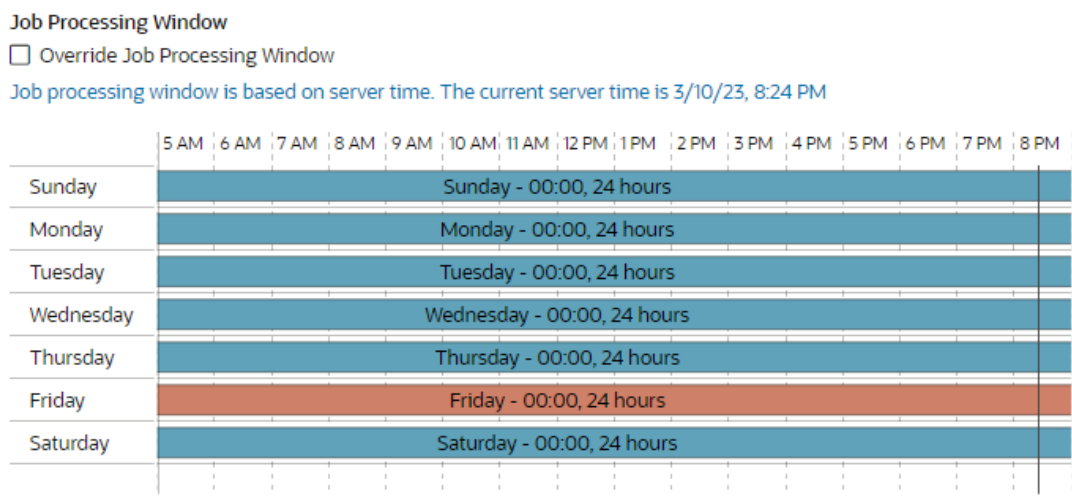 Job Processing Window
Override Job Processing Window
Job processing window is based on server time. The current server time is 3/10/23, 8:24 PM
5 AM 6 AM 7 AM 8 AM 9 AM 10 AM 11 AM 12 PM 1 PM 2 PM 3 PM 4 PM 5 PM 6 PM 7 PM 8 PM
Sunday Sunday - 00:00, 24 hours
Monday Monday - 00:00, 24 hours
Tuesday Tuesday - 00:00, 24 hours
Wednesday Wednesday - 00:00, 24 hours
Thursday Thursday - 00:00, 24 hours
Friday Friday - 00:00, 24 hours
Saturday Saturday - 00:00, 24 hours